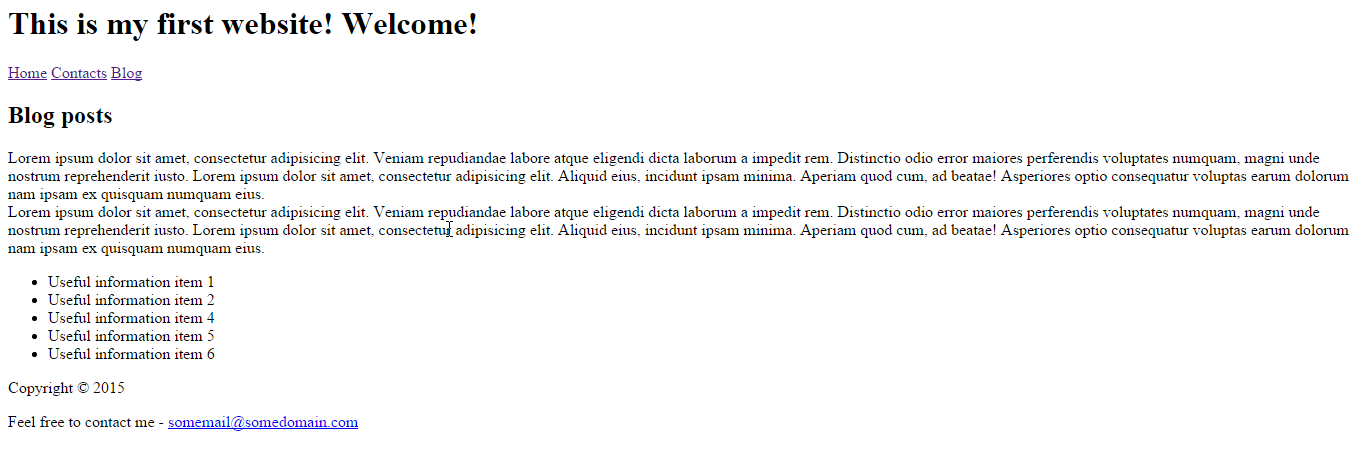 This is my first website! Welcome!
Home Contacts Blog
Blog posts
Lorem ipsum dolor sit amet, consectetur adipisicing elit. Veniam repudiandae labore atque eligendi dicta laborum a impedit rem. Distinctio odio error maiores perferendis voluptates numquam, magni unde
nostrum reprehenderit iusto. Lorem ipsum dolor sit amet, consectetur adipisicing elit. Aliquid eius, incidunt ipsam minima. Aperiam quod cum, ad beatae! Asperiores optio consequatur voluptas earum dolorum
nam ipsam ex quisquam numquam eius.
Lorem ipsum dolor sit amet, consectetur adipisicing elit. Veniam repudiandae labore atque eligendi dicta laborum a impedit rem. Distinctio odio error maiores perferendis voluptates numquam, magni unde
nostrum reprehenderit iusto. Lorem ipsum dolor sit amet, consectetur adipisicing elit. Aliquid eius, incidunt ipsam minima. Aperiam quod cum, ad beatae! Asperiores optio consequatur voluptas earum dolorum
nam ipsam ex quisquam numquam eius.
• Useful information item 1
• Useful information item 2
• Useful information item 4
• Useful information item 5
• Useful information item 6
Copyright © 2015
Feel free to contact me - somemail@somedomain.com